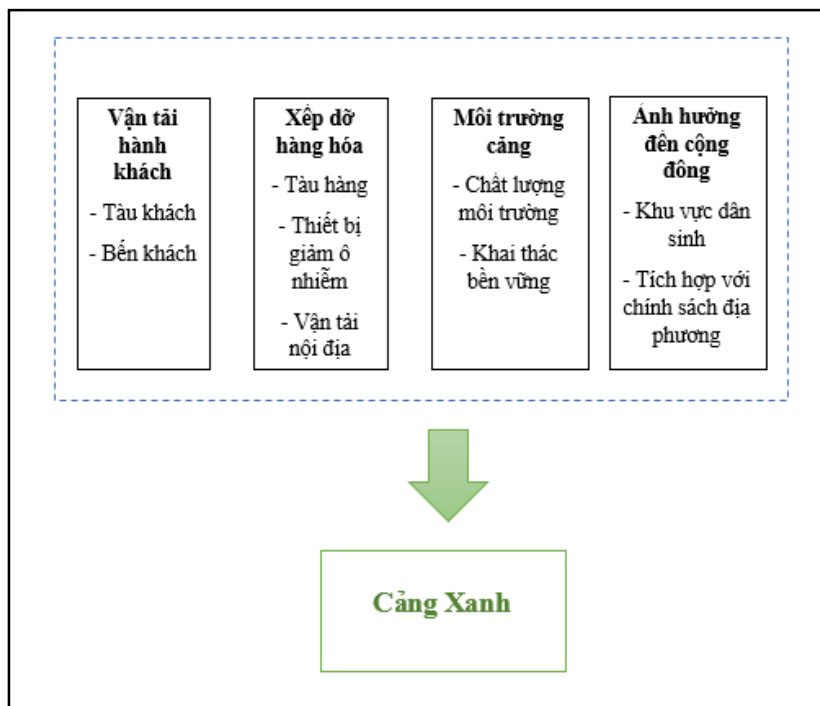 Vận tải
hành
khách
- Tàu khách
- Bến khách
Xếp dỡ
hàng hóa
- Tàu hàng
- Thiết bị
giảm ô
nhiễm
- Vận tải
nội địa
Môi trường
cảng
- Chất lượng
môi trường
- Khai thác
bền vững
Ảnh hưởng
đến cộng
đông
- Khu vực dân
sinh
- Tích hợp với
chính sách địa
phương
Cảng Xanh